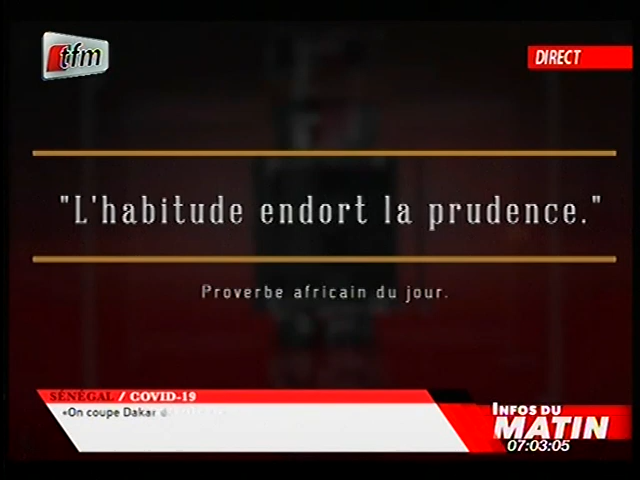 tfm
DIRECT
"L'habitude endort la prudence."
Proverbe africain du jour.
SÉNÉGAL / COVID-19
«On coupe Dakar
INFOS DU
MATIN
07:03:05